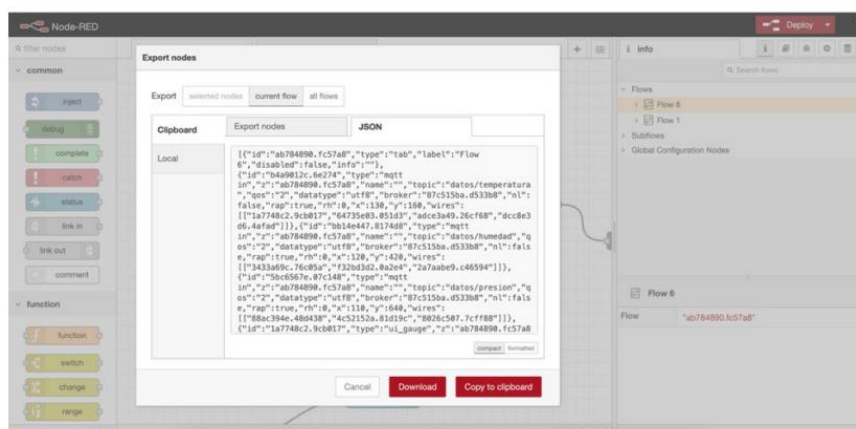 Node-RED
Deploy
filter nodes
common
inject
debug
complete
catch
status
link in
link out
comment
function
function
switch
change
range
Export nodes
Export
selected nodes
current flow
all flows
Clipboard
Local
Export nodes
JSON
[{"id":"ab784890.fc57a8","type":"tab","label":"Flow
6","disabled":false,"info":""},
{"id":"b4a9012c.6e274","type":"mqtt
in","z":"ab784890.fc57a8","name":"","topic":"datos/temperatura
","qos":"2","datatype":"utf8","broker":"87c515ba.d533b8","nl":
false,"rap":true,"rh":0,"x":130,"y":160,"wires":
[["1a7748c2.9cb017","64735e03.051d3","adce3a49.26cf68","dcc8e3
d6.4afad"]]},{"id":"bb14e447.8174d8","type":"mqtt
in","z":"ab784890.fc57a8","name":"","topic":"datos/humedad","q
os":"2","datatype":"utf8","broker":"87c515ba.d533b8","nl":fals
e,"rap":true,"rh":0,"x":120,"y":420,"wires":
[["3433a69c.76c05a","f32bd3d2.0a2e4","2a7aabe9.c46594"]]},
{"id":"5bc6567e.07c148","type":"mqtt
in","z":"ab784890.fc57a8","name":"","topic":"datos/presion","q
os":"2","datatype":"utf8","broker":"87c515ba.d533b8","nl":fals
e,"rap":true,"rh":0,"x":110,"y":640,"wires":
[["88ac394e.48d438","4c52152a.81d19c","8026c507.7cff88"]]},
{"id":"1a7748c2.9cb017","type":"ui_gauge","z":"ab784890.fc57a8
compact
formatted
Cancel
Download
Copy to clipboard
info
Search flows
Flows
Flow 6
Flow 1
Subflows
Global Configuration Nodes
Flow 6
Flow
"ab784890.fc57a8"